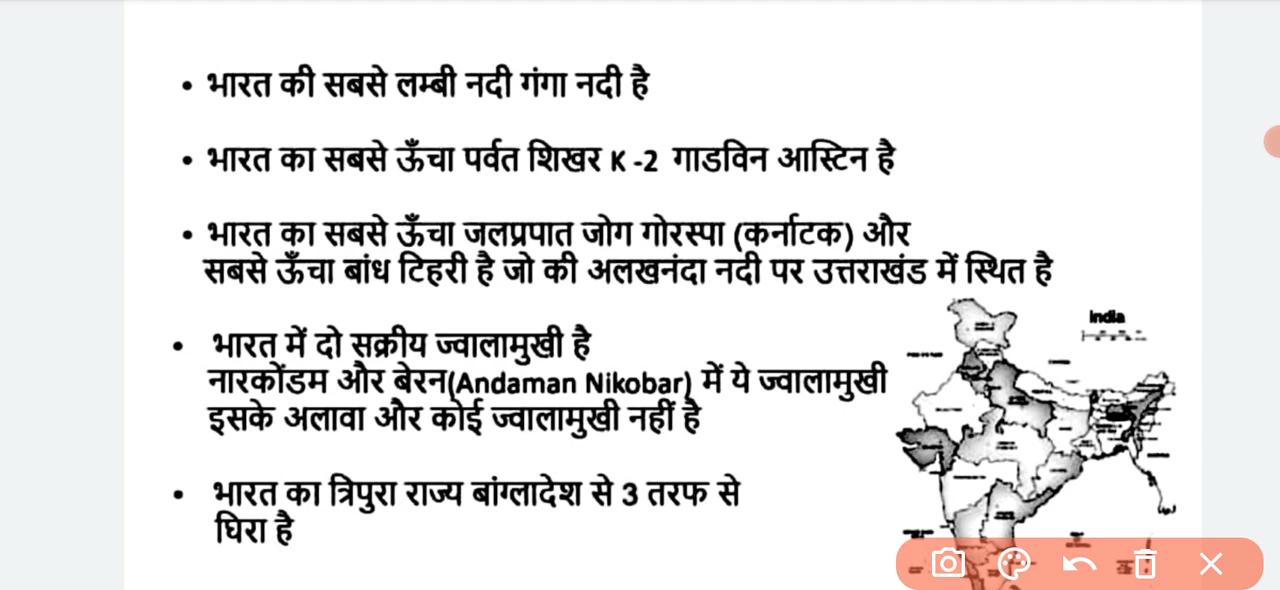 • भारत की सबसे लम्बी नदी गंगा नदी है
• भारत का सबसे ऊँचा पर्वत शिखर K -2 गाडविन आस्टिन है
• भारत का सबसे ऊँचा जलप्रपात जोग गोरस्पा (कर्नाटक) और
सबसे ऊँचा बांध टिहरी है जो की अलखनंदा नदी पर उत्तराखंड में स्थित है
• भारत में दो सक्रीय ज्वालामुखी है
नारकोंडम और बेरन(Andaman Nikobar) में ये ज्वालामुखी
इसके अलावा और कोई ज्वालामुखी नहीं है
• भारत का त्रिपुरा राज्य बांग्लादेश से 3 तरफ से
घिरा है
India